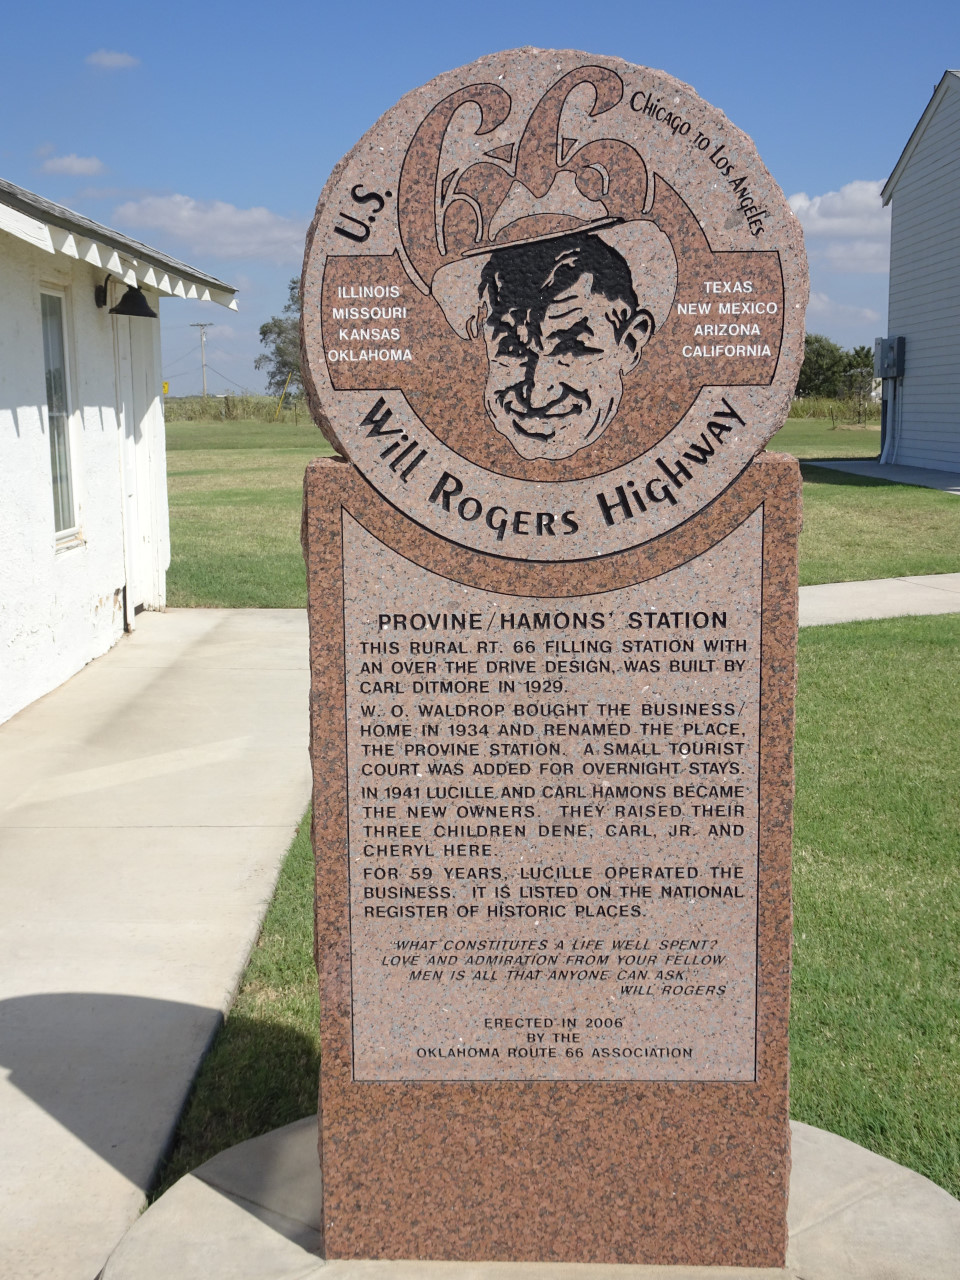 66
U.S.
Chicago to Los Angeles
ILLINOIS
MISSOURI
KANSAS
OKLAHOMA
TEXAS
NEW MEXICO
ARIZONA
CALIFORNIA
Will Rogers Highway
PROVINE/HAMONS' STATION
THIS RURAL RT. 66 FILLING STATION WITH
AN OVER THE DRIVE DESIGN, WAS BUILT BY
CARL DITMORE IN 1929.
W. O. WALDROP BOUGHT THE BUSINESS/
HOME IN 1934 AND RENAMED THE PLACE,
THE PROVINE STATION. A SMALL TOURIST
COURT WAS ADDED FOR OVERNIGHT STAYS.
IN 1941 LUCILLE AND CARL HAMONS BECAME
THE NEW OWNERS. THEY RAISED THEIR
THREE CHILDREN DENE, CARL, JR. AND
CHERYL HERE.
FOR 59 YEARS, LUCILLE OPERATED THE
BUSINESS. IT IS LISTED ON THE NATIONAL
REGISTER OF HISTORIC PLACES.
"WHAT CONSTITUTES A LIFE WELL SPENT?
LOVE AND ADMIRATION FROM YOUR FELLOW
MEN IS ALL THAT ANYONE CAN ASK."
WILL ROGERS
ERECTED IN 2006
BY THE
OKLAHOMA ROUTE 66 ASSOCIATION